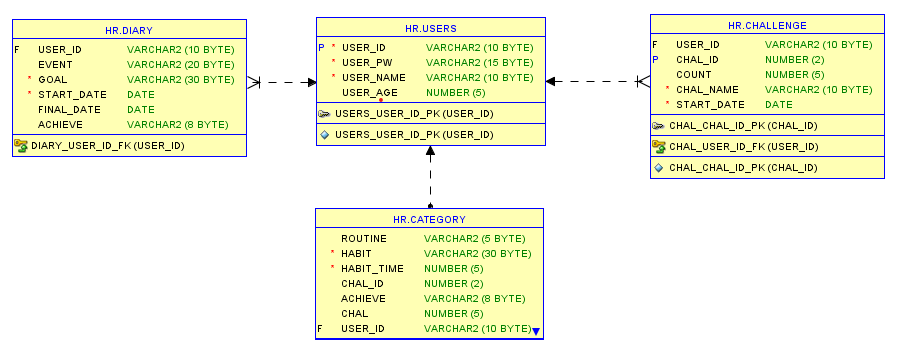 HR.DIARY
F USER_ID VARCHAR2 (10 BYTE)
EVENT VARCHAR2 (20 BYTE)
* GOAL VARCHAR2 (30 BYTE)
* START_DATE DATE
FINAL_DATE DATE
ACHIEVE VARCHAR2 (8 BYTE)
DIARY_USER_ID_FK (USER_ID)
HR.USERS
P * USER_ID VARCHAR2 (10 BYTE)
* USER_PW VARCHAR2 (15 BYTE)
* USER_NAME VARCHAR2 (10 BYTE)
USER_AGE NUMBER (5)
USERS_USER_ID_PK (USER_ID)
USERS_USER_ID_PK (USER_ID)
HR.CHALLENGE
F USER_ID VARCHAR2 (10 BYTE)
P CHAL_ID NUMBER (2)
COUNT NUMBER (5)
* CHAL_NAME VARCHAR2 (10 BYTE)
* START_DATE DATE
CHAL_CHAL_ID_PK (CHAL_ID)
CHAL_USER_ID_FK (USER_ID)
CHAL_CHAL_ID_PK (CHAL_ID)
HR.CATEGORY
ROUTINE VARCHAR2 (5 BYTE)
* HABIT VARCHAR2 (30 BYTE)
* HABIT_TIME NUMBER (5)
CHAL_ID NUMBER (2)
ACHIEVE VARCHAR2 (8 BYTE)
CHAL NUMBER (5)
F USER_ID VARCHAR2 (10 BYTE)